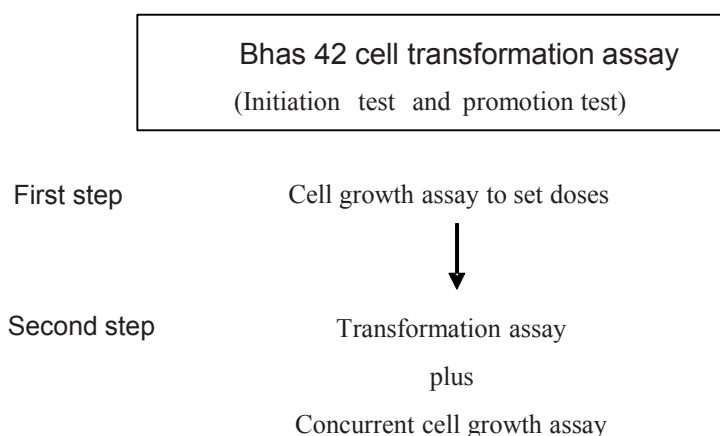 Bhas 42 cell transformation assay
(Initiation test and promotion test)
First step
Cell growth assay to set doses
Second step
Transformation assay
plus
Concurrent cell growth assay